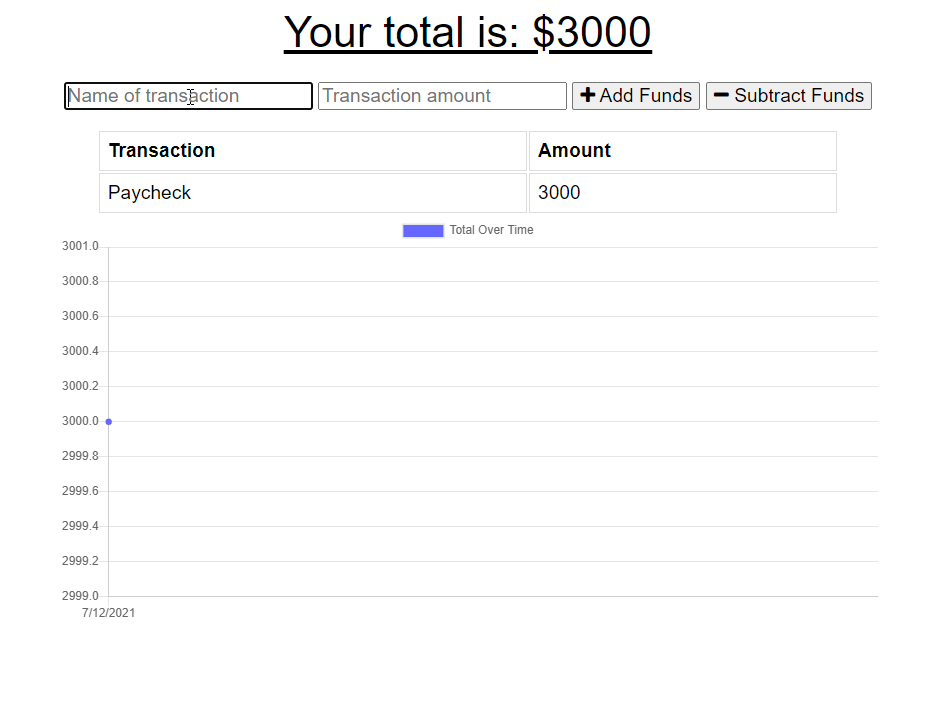 Your total is: $3000
Name of transaction Transaction amount + Add Funds − Subtract Funds
Transaction Amount
Paycheck 3000
Total Over Time
3001.0
3000.8
3000.6
3000.4
3000.2
3000.0
2999.8
2999.6
2999.4
2999.2
2999.0
7/12/2021